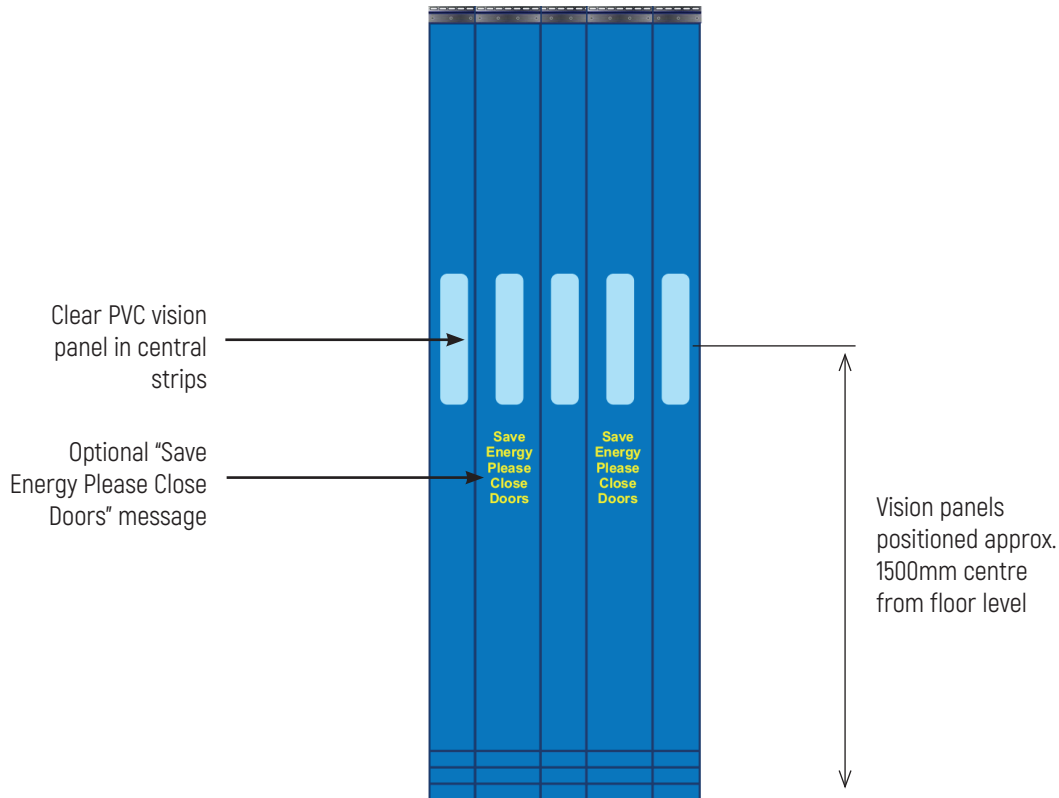 Clear PVC vision
panel in central
strips
Optional “Save
Energy Please Close
Doors” message
Save
Energy
Please
Close
Doors
Save
Energy
Please
Close
Doors
Vision panels
positioned approx.
1500mm centre
from floor level